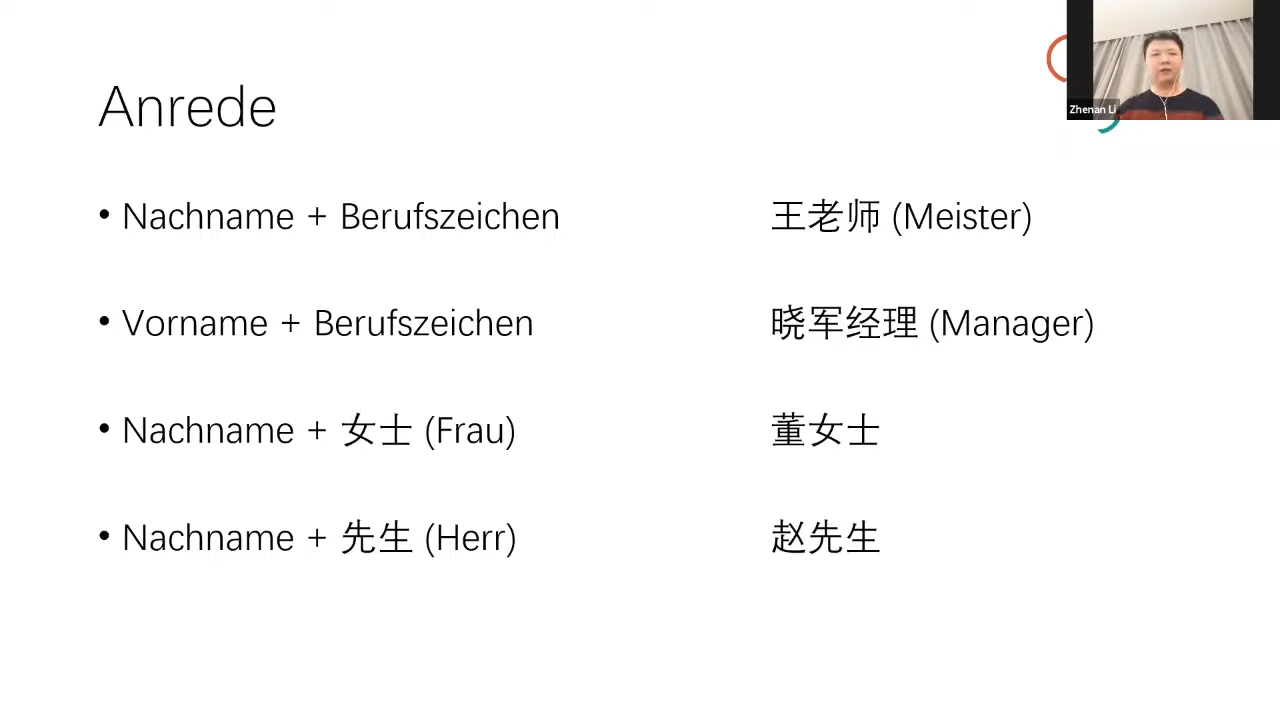 Zhenan Li
Anrede
• Nachname + Berufszeichen 王老师 (Meister)
• Vorname + Berufszeichen 晓军经理 (Manager)
• Nachname + 女士 (Frau) 董女士
• Nachname + 先生 (Herr) 赵先生